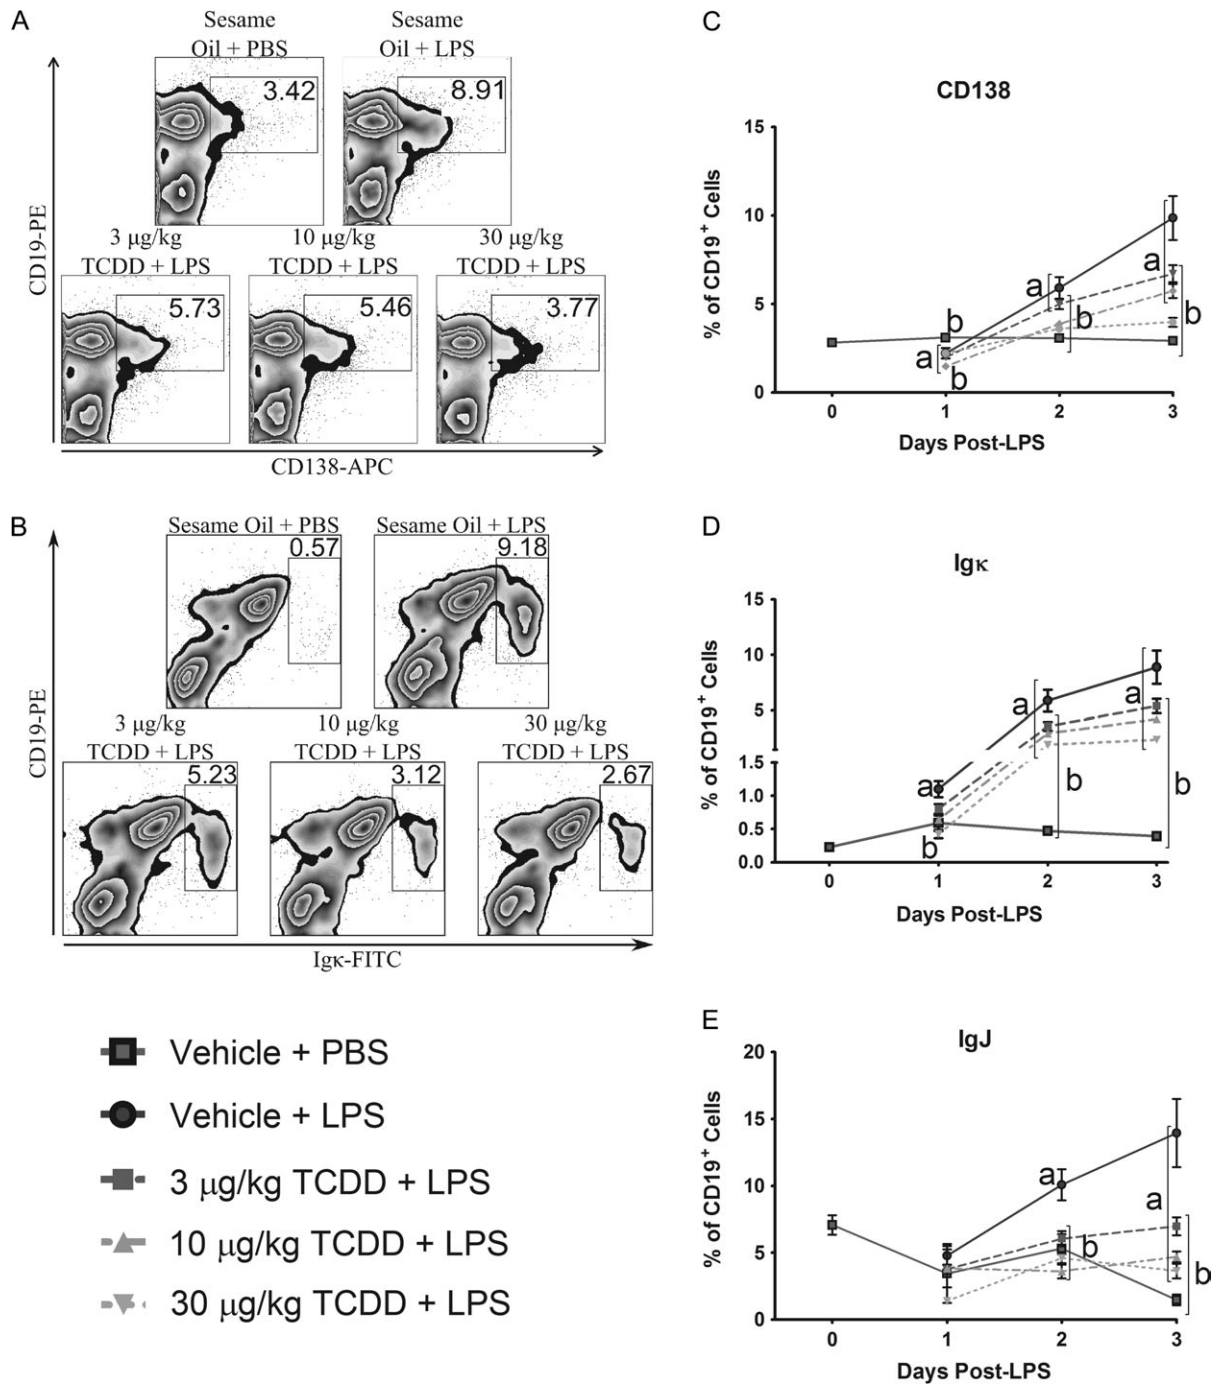 A
Sesame
Oil + PBS
Sesame
Oil + LPS
3.42
8.91
3 μg/kg
TCDD + LPS
10 μg/kg
TCDD + LPS
30 μg/kg
TCDD + LPS
5.73
5.46
3.77
CD19-PE
CD138-APC
B
Sesame Oil + PBS
Sesame Oil + LPS
0.57
9.18
3 μg/kg
TCDD + LPS
10 μg/kg
TCDD + LPS
30 μg/kg
TCDD + LPS
5.23
3.12
2.67
CD19-PE
Igκ-FITC
Vehicle + PBS
Vehicle + LPS
3 μg/kg TCDD + LPS
10 μg/kg TCDD + LPS
30 μg/kg TCDD + LPS
C
CD138
% of CD19+ Cells
15
10
5
0
a
b
b
a
b
a
b
0 1 2 3
Days Post-LPS
D
Igκ
% of CD19+ Cells
15
10
5
1.5
1.0
0.5
0.0
a
b
a
b
a
b
0 1 2 3
Days Post-LPS
E
IgJ
% of CD19+ Cells
20
15
10
5
0
a
b
a
b
0 1 2 3
Days Post-LPS